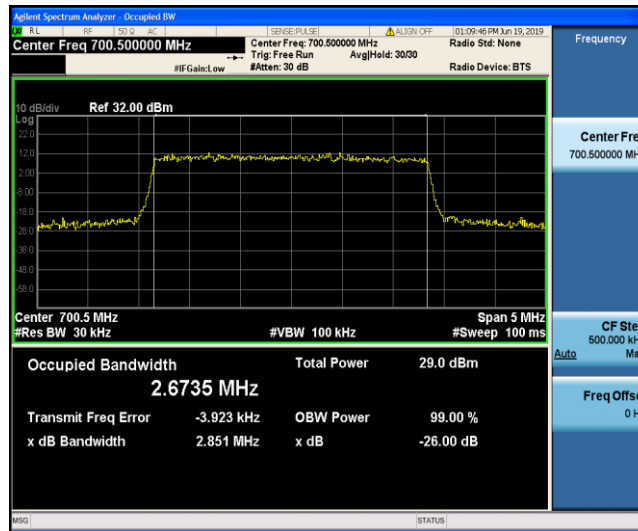 Agilent Spectrum Analyzer - Occupied BW
RL RF 50 Ω AC SENSE:PULSE ALIGN OFF 01:09:46 PM Jun 19, 2019
Center Freq 700.500000 MHz
Center Freq: 700.500000 MHz
Radio Std: None
Trig: Free Run Avg|Hold: 30/30
#IFGain:Low #Atten: 30 dB Radio Device: BTS
10 dB/div Ref 32.00 dBm
Log
22.0
12.0
2.00
-8.00
-18.0
-28.0
-38.0
-48.0
-58.0
Center 700.5 MHz Span 5 MHz
#Res BW 30 kHz #VBW 100 kHz #Sweep 100 ms
Occupied Bandwidth Total Power 29.0 dBm
2.6735 MHz
Transmit Freq Error -3.923 kHz OBW Power 99.00 %
x dB Bandwidth 2.851 MHz x dB -26.00 dB
MSG STATUS
Frequency
Center Fre
700.500000 MH
CF Ste
500.000 kH
Auto Ma
Freq Offse
0 H